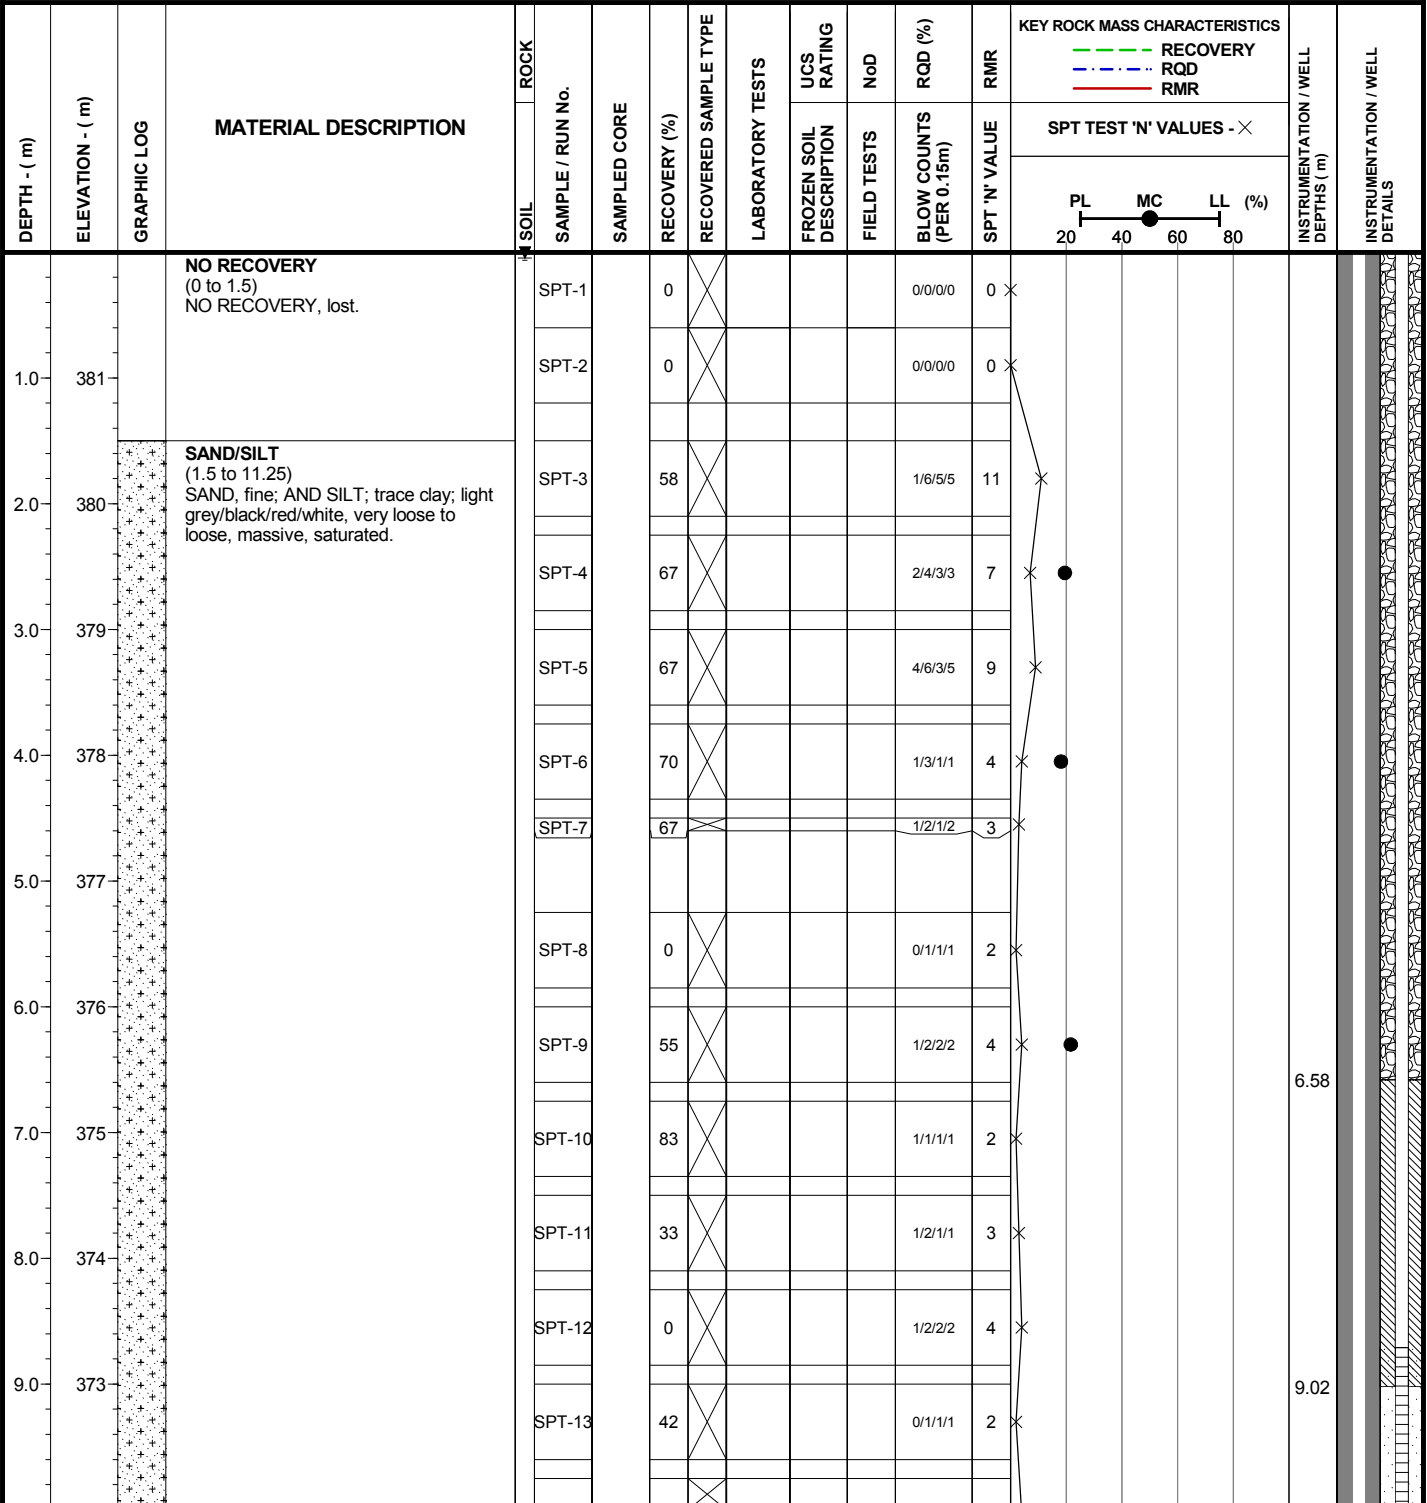 DEPTH - ( m)
ELEVATION - ( m)
GRAPHIC LOG
MATERIAL DESCRIPTION
ROCK
SOIL
SAMPLE / RUN No.
SAMPLED CORE
RECOVERY (%)
RECOVERED SAMPLE TYPE
LABORATORY TESTS
UCS RATING
FROZEN SOIL DESCRIPTION
NoD
FIELD TESTS
RQD (%)
BLOW COUNTS (PER 0.15m)
RMR
SPT 'N' VALUE
KEY ROCK MASS CHARACTERISTICS
RECOVERY
RQD
RMR
SPT TEST 'N' VALUES - X
PL MC LL (%)
20 40 60 80
INSTRUMENTATION / WELL DEPTHS ( m)
INSTRUMENTATION / WELL DETAILS
NO RECOVERY
(0 to 1.5)
NO RECOVERY, lost.
SPT-1 0 0/0/0/0 0
1.0 381 SPT-2 0 0/0/0/0 0
SAND/SILT
(1.5 to 11.25)
SAND, fine; AND SILT; trace clay; light
grey/black/red/white, very loose to
loose, massive, saturated.
SPT-3 58 1/6/5/5 11
2.0 380
SPT-4 67 2/4/3/3 7
3.0 379
SPT-5 67 4/6/3/5 9
4.0 378 SPT-6 70 1/3/1/1 4
SPT-7 67 1/2/1/2 3
5.0 377
SPT-8 0 0/1/1/1 2
6.0 376
SPT-9 55 1/2/2/2 4
6.58
7.0 375 SPT-10 83 1/1/1/1 2
SPT-11 33 1/2/1/1 3
8.0 374
SPT-12 0 1/2/2/2 4
9.0 373 9.02
SPT-13 42 0/1/1/1 2